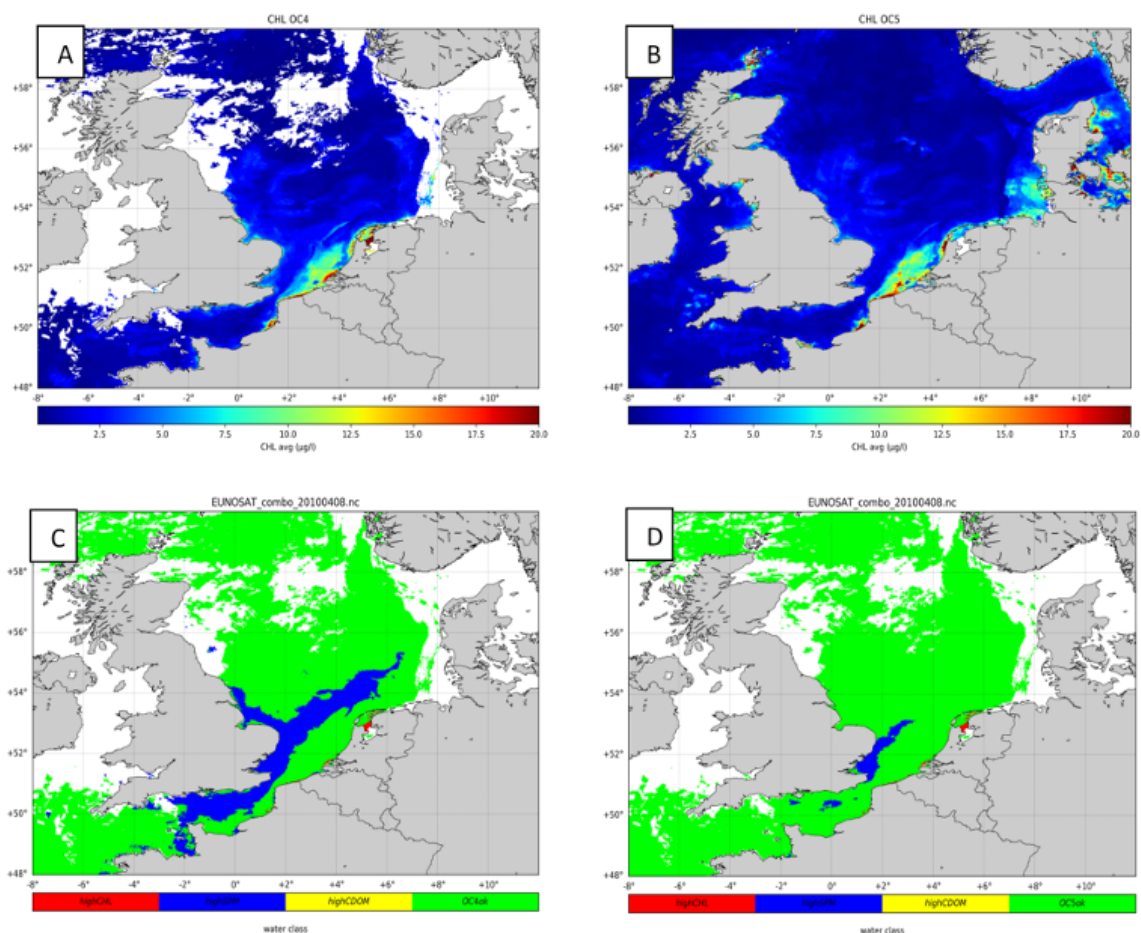 A
CHL OC4
+58°
+56°
+54°
+52°
+50°
+48°
-8° -6° -4° -2° 0° +2° +4° +6° +8° +10°
2.5 5.0 7.5 10.0 12.5 15.0 17.5 20.0
CHL avg (µg/l)
B
CHL OC5
+58°
+56°
+54°
+52°
+50°
+48°
-8° -6° -4° -2° 0° +2° +4° +6° +8° +10°
2.5 5.0 7.5 10.0 12.5 15.0 17.5 20.0
CHL avg (µg/l)
C
EUNOSAT_combo_20100408.nc
+58°
+56°
+54°
+52°
+50°
+48°
-8° -6° -4° -2° 0° +2° +4° +6° +8° +10°
highCHL highSPM highCDOM OC4ok
water class
D
EUNOSAT_combo_20100408.nc
+58°
+56°
+54°
+52°
+50°
+48°
-8° -6° -4° -2° 0° +2° +4° +6° +8° +10°
highCHL highSPM highCDOM OC5ok
water class